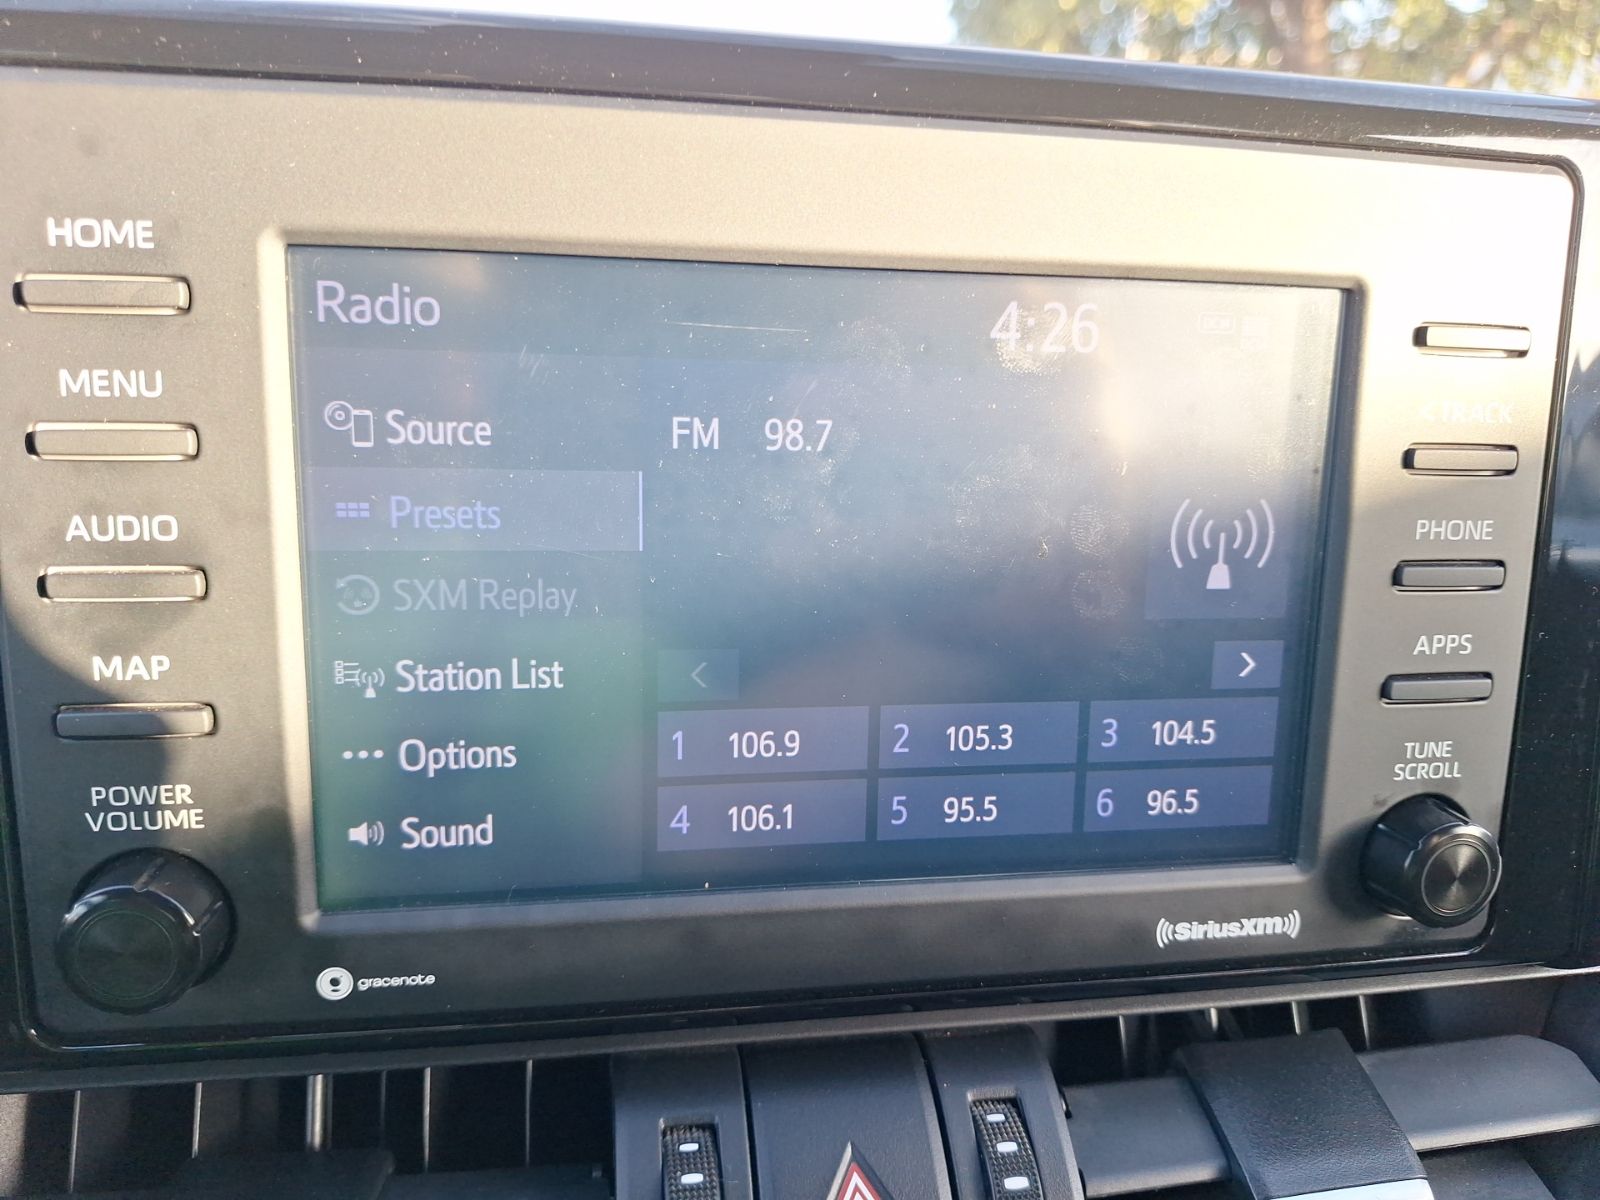 HOME
MENU
AUDIO
MAP
POWER
VOLUME
Radio
4:26
DCM
Source
FM 98.7
Presets
SXM Replay
Station List
<
>
Options
Sound
1 106.9
2 105.3
3 104.5
4 106.1
5 95.5
6 96.5
< TRACK
PHONE
APPS
TUNE
SCROLL
gracenote
((SiriusXM))